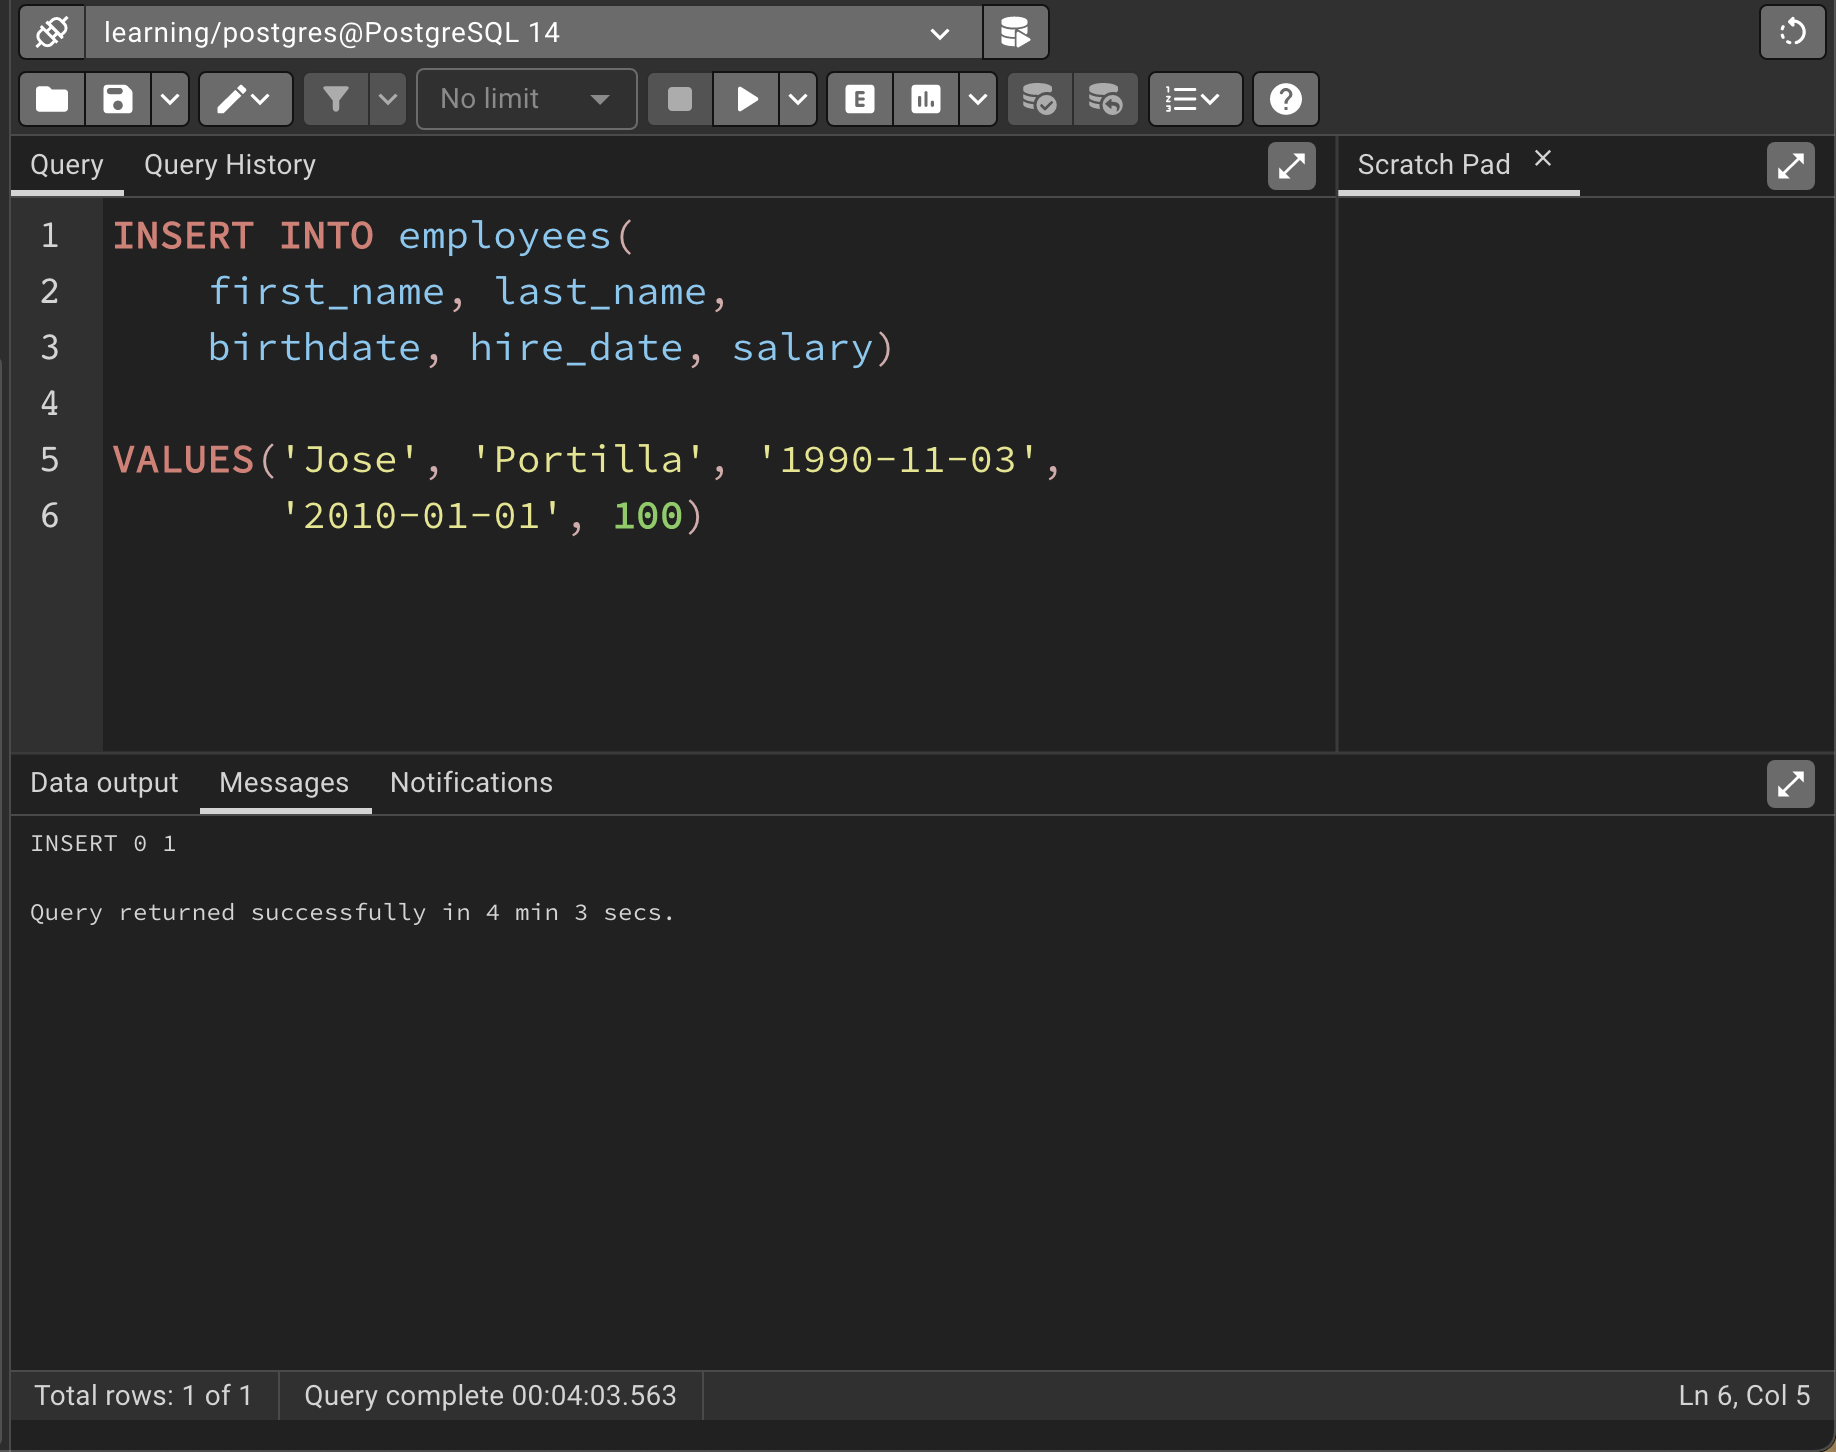 learning/postgres@PostgreSQL 14
No limit
E
Query Query History
Scratch Pad
1 INSERT INTO employees(
2 first_name, last_name,
3 birthdate, hire_date, salary)
4
5 VALUES('Jose', 'Portilla', '1990-11-03',
6 '2010-01-01', 100)
Data output Messages Notifications
INSERT 0 1
Query returned successfully in 4 min 3 secs.
Total rows: 1 of 1 Query complete 00:04:03.563 Ln 6, Col 5